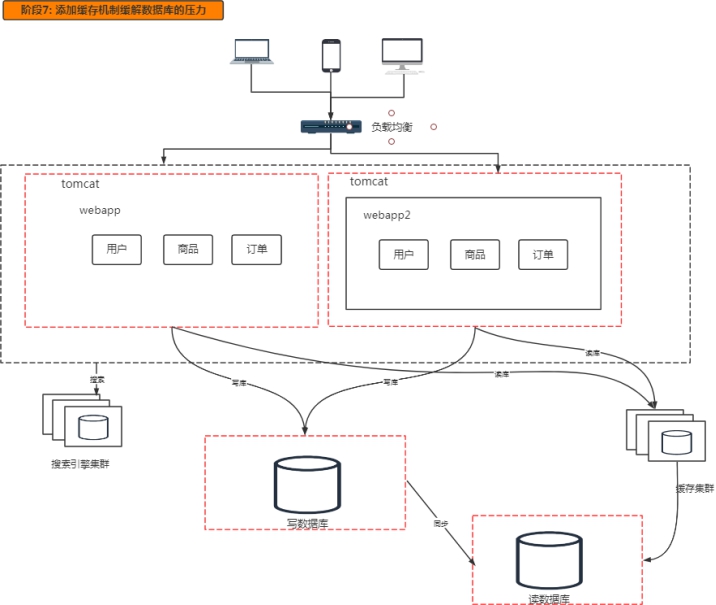 阶段7: 添加缓存机制缓解数据库的压力
负载均衡
tomcat
tomcat
webapp
webapp2
用户
商品
订单
用户
商品
订单
读库
搜索
读库
写库
写库
搜索引擎集群
缓存集群
写数据库
同步
读数据库